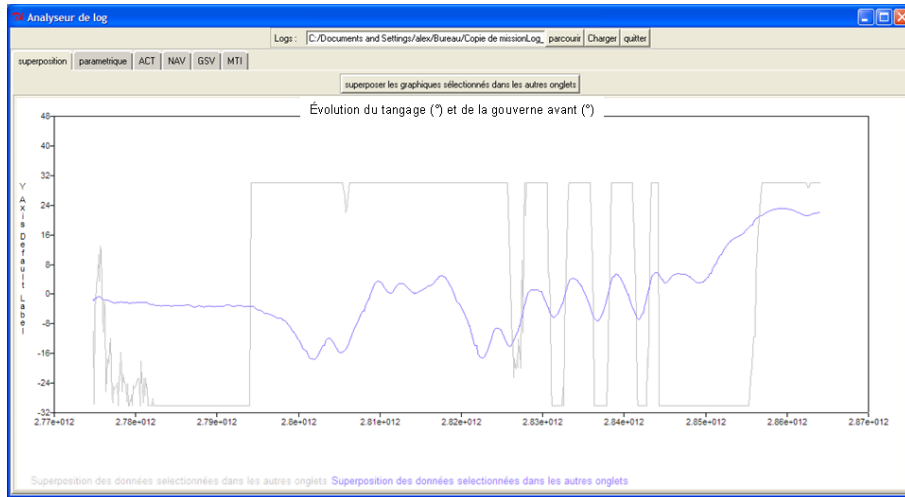 Analyseur de log
Logs : C:/Documents and Settings/alex/Bureau/Copie de missionLog_ parcourir Charger quitter
superposition parametrique ACT NAV GSV MTI
superposer les graphiques sélectionnés dans les autres onglets
Évolution du tangage (°) et de la gouverne avant (°)
Y Axis Default Label
48
40
32
24
16
8
0
-8
-16
-24
-32
2.77e+012 2.78e+012 2.79e+012 2.8e+012 2.81e+012 2.82e+012 2.83e+012 2.84e+012 2.85e+012 2.86e+012 2.87e+012
Superposition des données selectionnées dans les autres onglets Superposition des données selectionnées dans les autres onglets